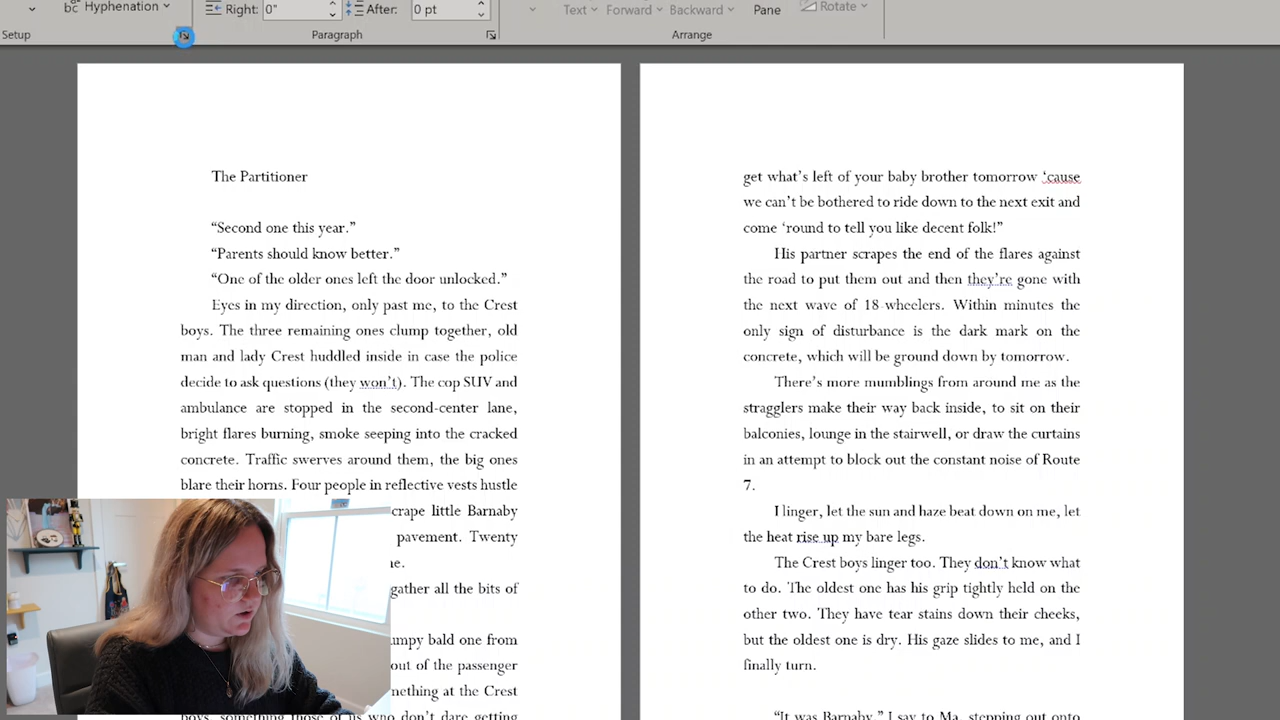 Hyphenation
Right: 0"
After: 0 pt
Text
Forward
Backward
Pane
Rotate
Setup
Paragraph
Arrange
The Partitioner
“Second one this year.”
“Parents should know better.”
“One of the older ones left the door unlocked.”
Eyes in my direction, only past me, to the Crest
boys. The three remaining ones clump together, old
man and lady Crest huddled inside in case the police
decide to ask questions (they won’t). The cop SUV and
ambulance are stopped in the second-center lane,
bright flares burning, smoke seeping into the cracked
concrete. Traffic swerves around them, the big ones
blare their horns. Four people in reflective vests hustle
crape little Barnaby
pavement. Twenty
gather all the bits of
umpy bald one from
out of the passenger
nething at the Crest
boys, something those of us who don’t dare getting
get what’s left of your baby brother tomorrow ‘cause
we can’t be bothered to ride down to the next exit and
come ‘round to tell you like decent folk!”
His partner scrapes the end of the flares against
the road to put them out and then they’re gone with
the next wave of 18-wheelers. Within minutes the
only sign of disturbance is the dark mark on the
concrete, which will be ground down by tomorrow.
There’s more mumblings from around me as the
stragglers make their way back inside, to sit on their
balconies, lounge in the stairwell, or draw the curtains
in an attempt to block out the constant noise of Route
7.
I linger, let the sun and haze beat down on me, let
the heat rise up my bare legs.
The Crest boys linger too. They don’t know what
to do. The oldest one has his grip tightly held on the
other two. They have tear stains down their cheeks,
but the oldest one is dry. His gaze slides to me, and I
finally turn.
“It was Barnaby,” I say to Ma, stepping out onto